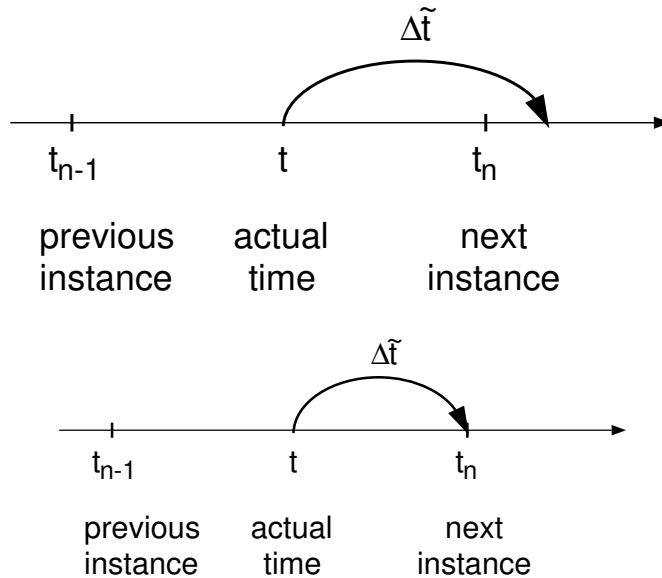 Δt̃
t_{n-1} t t_n
previous actual next
instance time instance
Δt̃
t_{n-1} t t_n
previous actual next
instance time instance